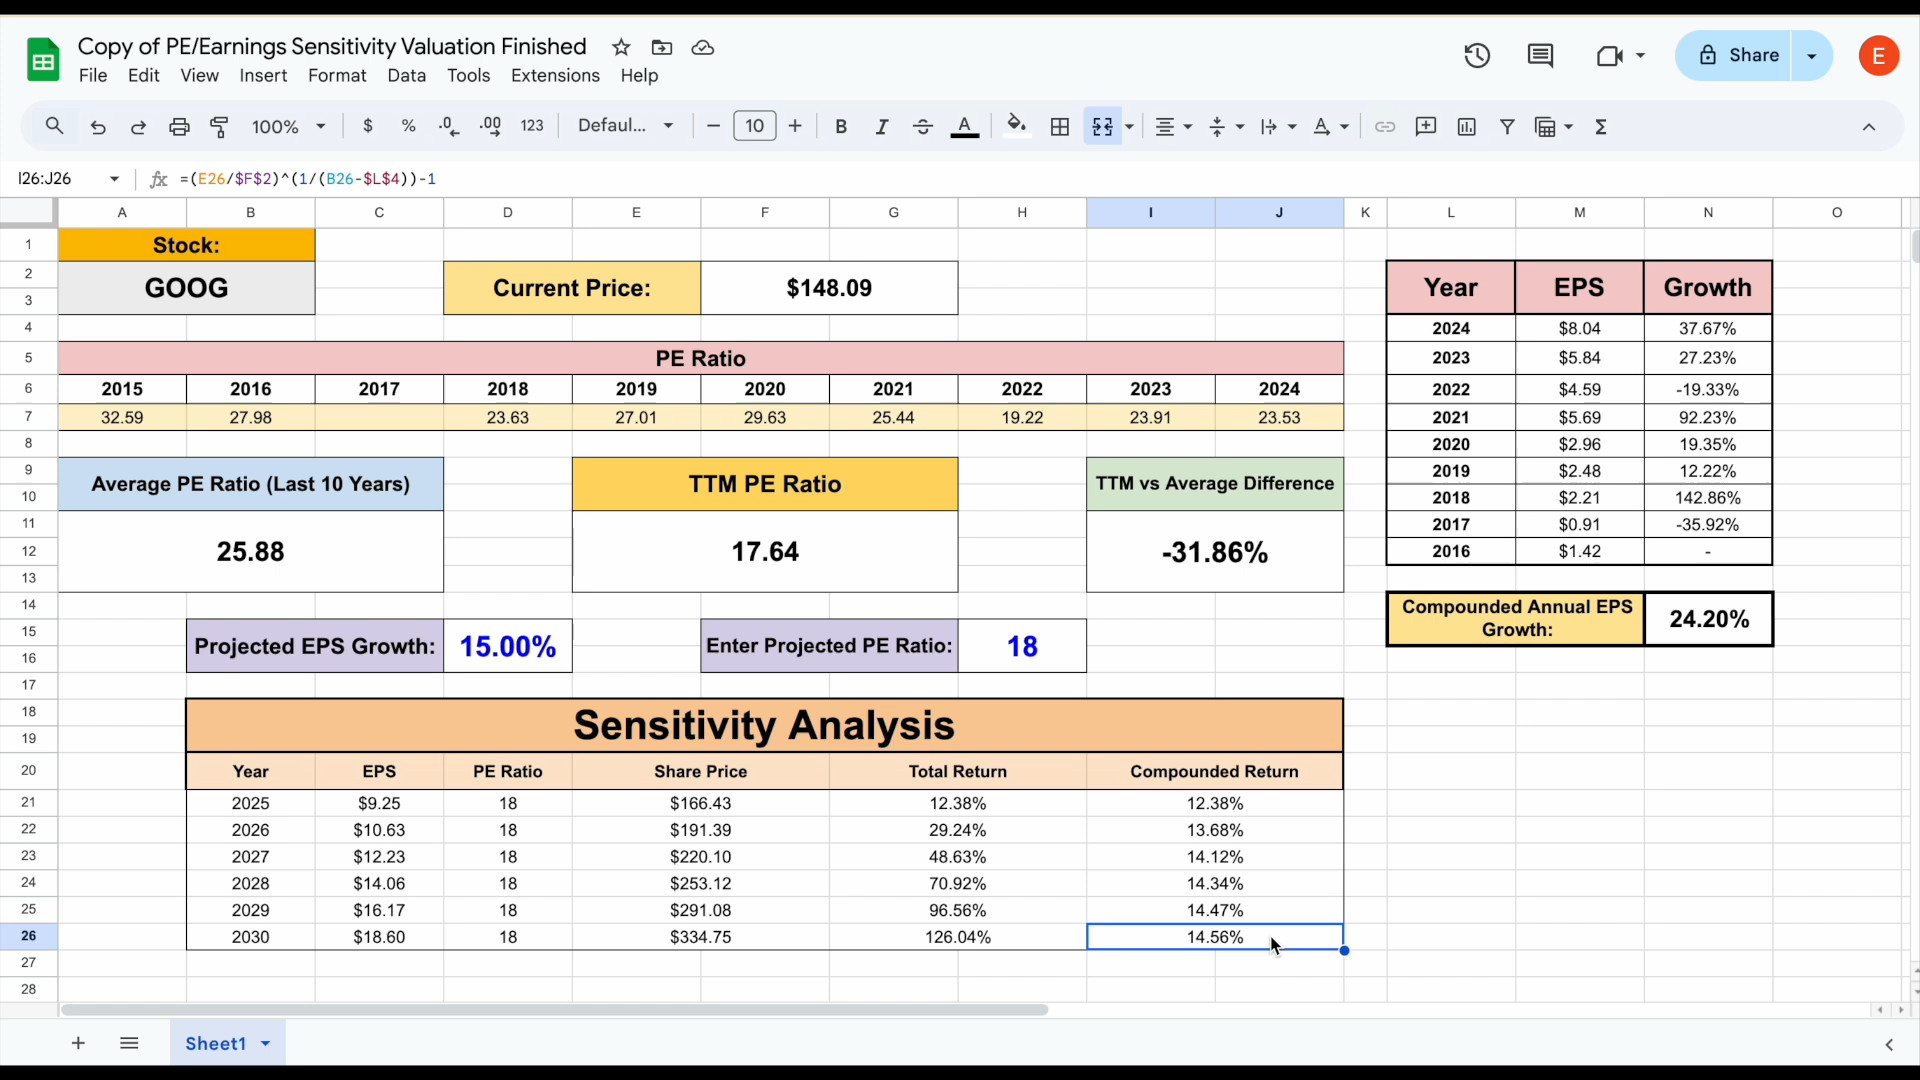 Copy of PE/Earnings Sensitivity Valuation Finished
File Edit View Insert Format Data Tools Extensions Help
Share
E
100% $ % .0 .00 123 Defaul... 10 B I A
I26:J26 fx =(E26/$F$2)^(1/(B26-$L$4))-1
A B C D E F G H I J K L M N O
1 Stock:
2 GOOG Current Price: $148.09 Year EPS Growth
3
4 2024 $8.04 37.67%
5 PE Ratio 2023 $5.84 27.23%
6 2015 2016 2017 2018 2019 2020 2021 2022 2023 2024 2022 $4.59 -19.33%
7 32.59 27.98 23.63 27.01 29.63 25.44 19.22 23.91 23.53 2021 $5.69 92.23%
8 2020 $2.96 19.35%
9 Average PE Ratio (Last 10 Years) TTM PE Ratio TTM vs Average Difference 2019 $2.48 12.22%
10 2018 $2.21 142.86%
11 2017 $0.91 -35.92%
12 25.88 17.64 -31.86% 2016 $1.42 -
13
14 Compounded Annual EPS
15 Projected EPS Growth: 15.00% Enter Projected PE Ratio: 18 Growth: 24.20%
16
17
18 Sensitivity Analysis
19
20 Year EPS PE Ratio Share Price Total Return Compounded Return
21 2025 $9.25 18 $166.43 12.38% 12.38%
22 2026 $10.63 18 $191.39 29.24% 13.68%
23 2027 $12.23 18 $220.10 48.63% 14.12%
24 2028 $14.06 18 $253.12 70.92% 14.34%
25 2029 $16.17 18 $291.08 96.56% 14.47%
26 2030 $18.60 18 $334.75 126.04% 14.56%
27
28
Sheet1